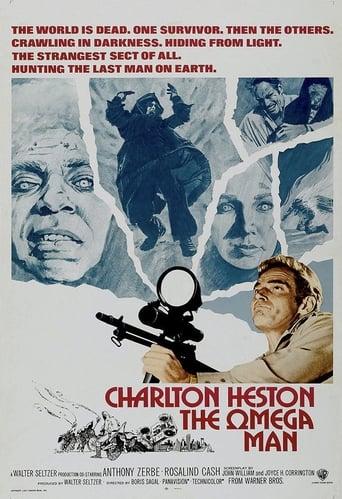 THE WORLD IS DEAD. ONE SURVIVOR. THEN THE OTHERS.
CRAWLING IN DARKNESS. HIDING FROM LIGHT.
THE STRANGEST SECT OF ALL.
HUNTING THE LAST MAN ON EARTH.
CHARLTON HESTON
THE ΩMEGA
MAN
A WALTER SELTZER PRODUCTION CO-STARRING ANTHONY ZERBE · ROSALIND CASH SCREENPLAY BY JOHN WILLIAM and JOYCE H. CORRINGTON
PRODUCED BY WALTER SELTZER · DIRECTED BY BORIS SAGAL · PANAVISION® · TECHNICOLOR® · FROM WARNER BROS.